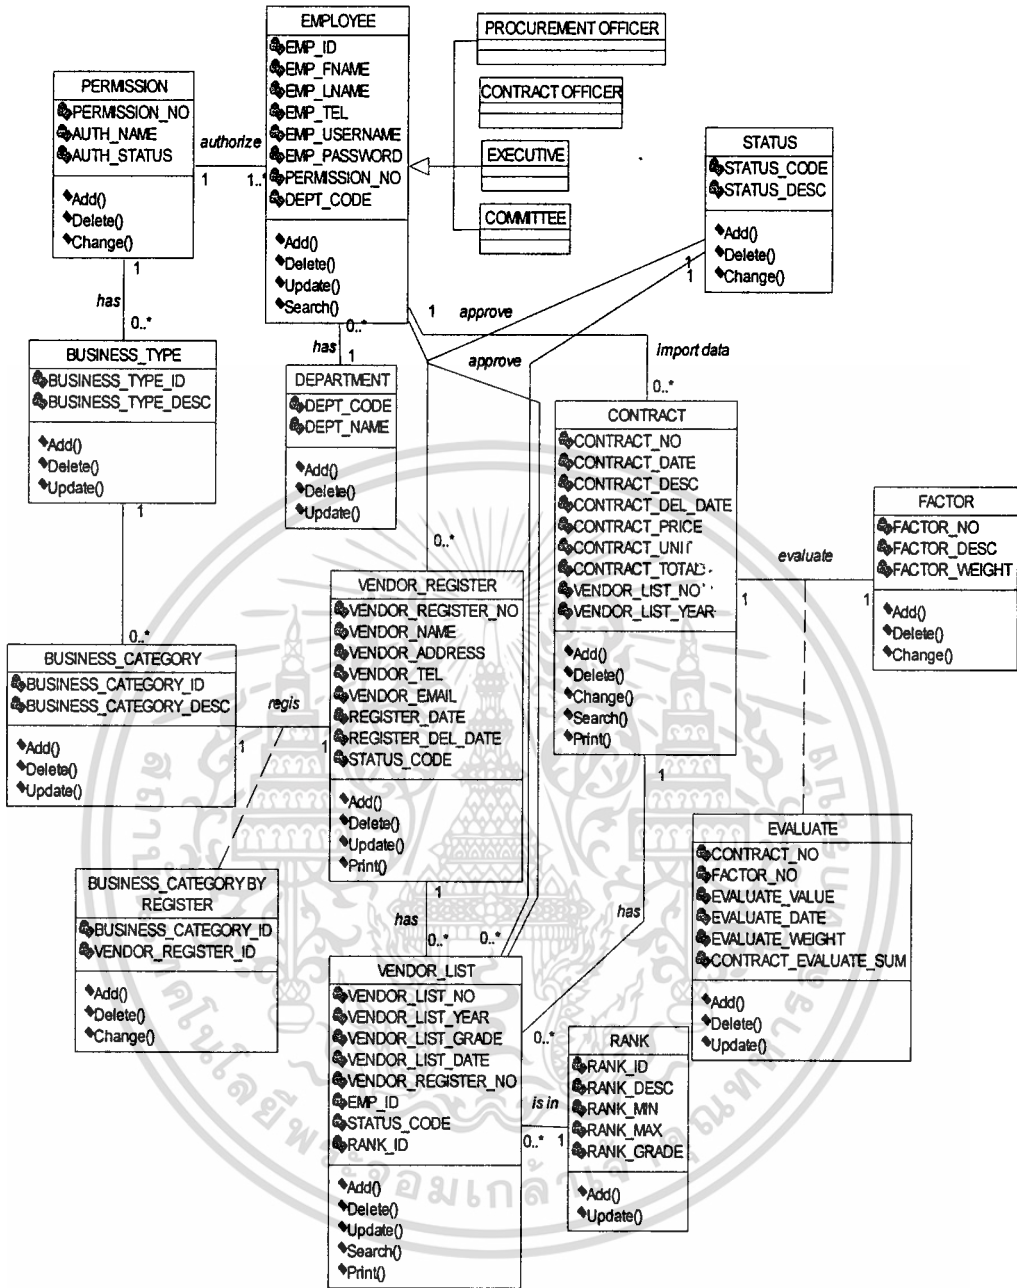 EMPLOYEE
EMP_ID
EMP_FNAME
EMP_LNAME
EMP_TEL
EMP_USERNAME
EMP_PASSWORD
PERMISSION_NO
DEPT_CODE
Add()
Delete()
Update()
Search()
PROCUREMENT OFFICER
CONTRACT OFFICER
EXECUTIVE
COMMITTEE
PERMISSION
PERMISSION_NO
AUTH_NAME
AUTH_STATUS
Add()
Delete()
Change()
authorize
1
1..*
STATUS
STATUS_CODE
STATUS_DESC
Add()
Delete()
Change()
1
1
1
has
0..*
BUSINESS_TYPE
BUSINESS_TYPE_ID
BUSINESS_TYPE_DESC
Add()
Delete()
Update()
1
0..*
has
1
DEPARTMENT
DEPT_CODE
DEPT_NAME
Add()
Delete()
Update()
1
approve
approve
import data
0..*
CONTRACT
CONTRACT_NO
CONTRACT_DATE
CONTRACT_DESC
CONTRACT_DEL_DATE
CONTRACT_PRICE
CONTRACT_UNIT
CONTRACT_TOTAL
VENDOR_LIST_NO
VENDOR_LIST_YEAR
Add()
Delete()
Change()
Search()
Print()
1
evaluate
1
1
FACTOR
FACTOR_NO
FACTOR_DESC
FACTOR_WEIGHT
Add()
Delete()
Change()
0..*
VENDOR_REGISTER
VENDOR_REGISTER_NO
VENDOR_NAME
VENDOR_ADDRESS
VENDOR_TEL
VENDOR_EMAIL
REGISTER_DATE
REGISTER_DEL_DATE
STATUS_CODE
Add()
Delete()
Update()
Print()
0..*
BUSINESS_CATEGORY
BUSINESS_CATEGORY_ID
BUSINESS_CATEGORY_DESC
Add()
Delete()
Update()
regis
1
1
BUSINESS_CATEGORY BY
REGISTER
BUSINESS_CATEGORY_ID
VENDOR_REGISTER_ID
Add()
Delete()
Change()
EVALUATE
CONTRACT_NO
FACTOR_NO
EVALUATE_VALUE
EVALUATE_DATE
EVALUATE_WEIGHT
CONTRACT_EVALUATE_SUM
Add()
Delete()
Update()
1
has
0..*
0..*
has
0..*
VENDOR_LIST
VENDOR_LIST_NO
VENDOR_LIST_YEAR
VENDOR_LIST_GRADE
VENDOR_LIST_DATE
VENDOR_REGISTER_NO
EMP_ID
STATUS_CODE
RANK_ID
Add()
Delete()
Update()
Search()
Print()
is in
0..*
1
RANK
RANK_ID
RANK_DESC
RANK_MIN
RANK_MAX
RANK_GRADE
Add()
Update()